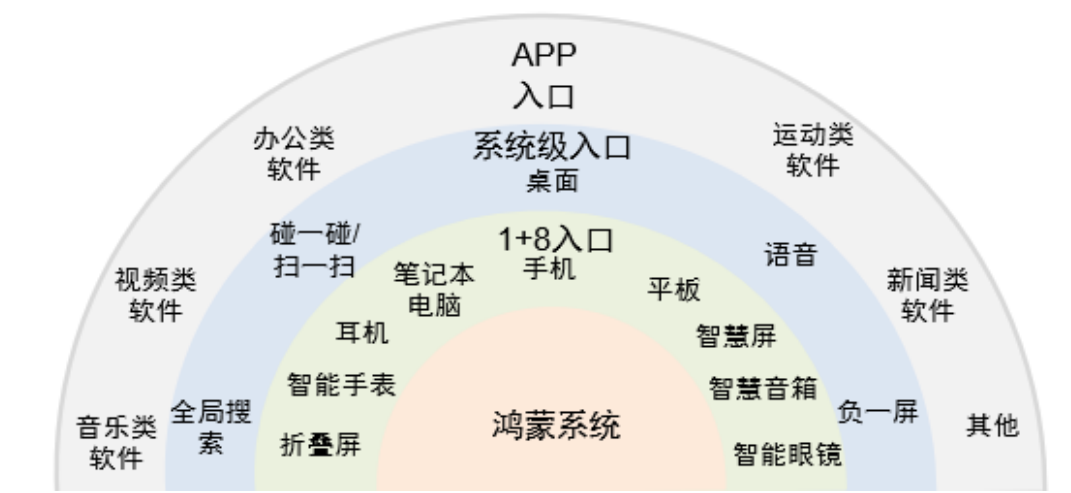 APP
入口
办公类
软件
运动类
软件
系统级入口
桌面
碰一碰/
扫一扫
1+8入口
手机
语音
视频类
软件
笔记本
电脑
平板
新闻类
软件
耳机
智慧屏
智能手表
智慧音箱
音乐类
软件
全局搜
索
折叠屏
鸿蒙系统
智能眼镜
负一屏
其他